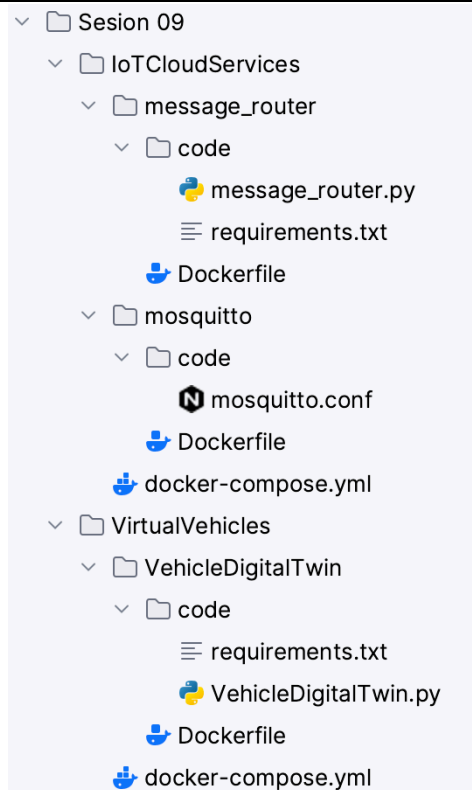 Sesion 09
IoTCloudServices
message_router
code
message_router.py
requirements.txt
Dockerfile
mosquitto
code
mosquitto.conf
Dockerfile
docker-compose.yml
VirtualVehicles
VehicleDigitalTwin
code
requirements.txt
VehicleDigitalTwin.py
Dockerfile
docker-compose.yml